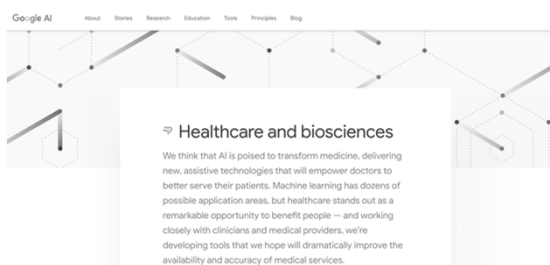 Google AI About Stories Research Education Tools Principles Blog
Healthcare and biosciences
We think that AI is poised to transform medicine, delivering
new, assistive technologies that will empower doctors to
better serve their patients. Machine learning has dozens of
possible application areas, but healthcare stands out as a
remarkable opportunity to benefit people — and working
closely with clinicians and medical providers, we're
developing tools that we hope will dramatically improve the
availability and accuracy of medical services.